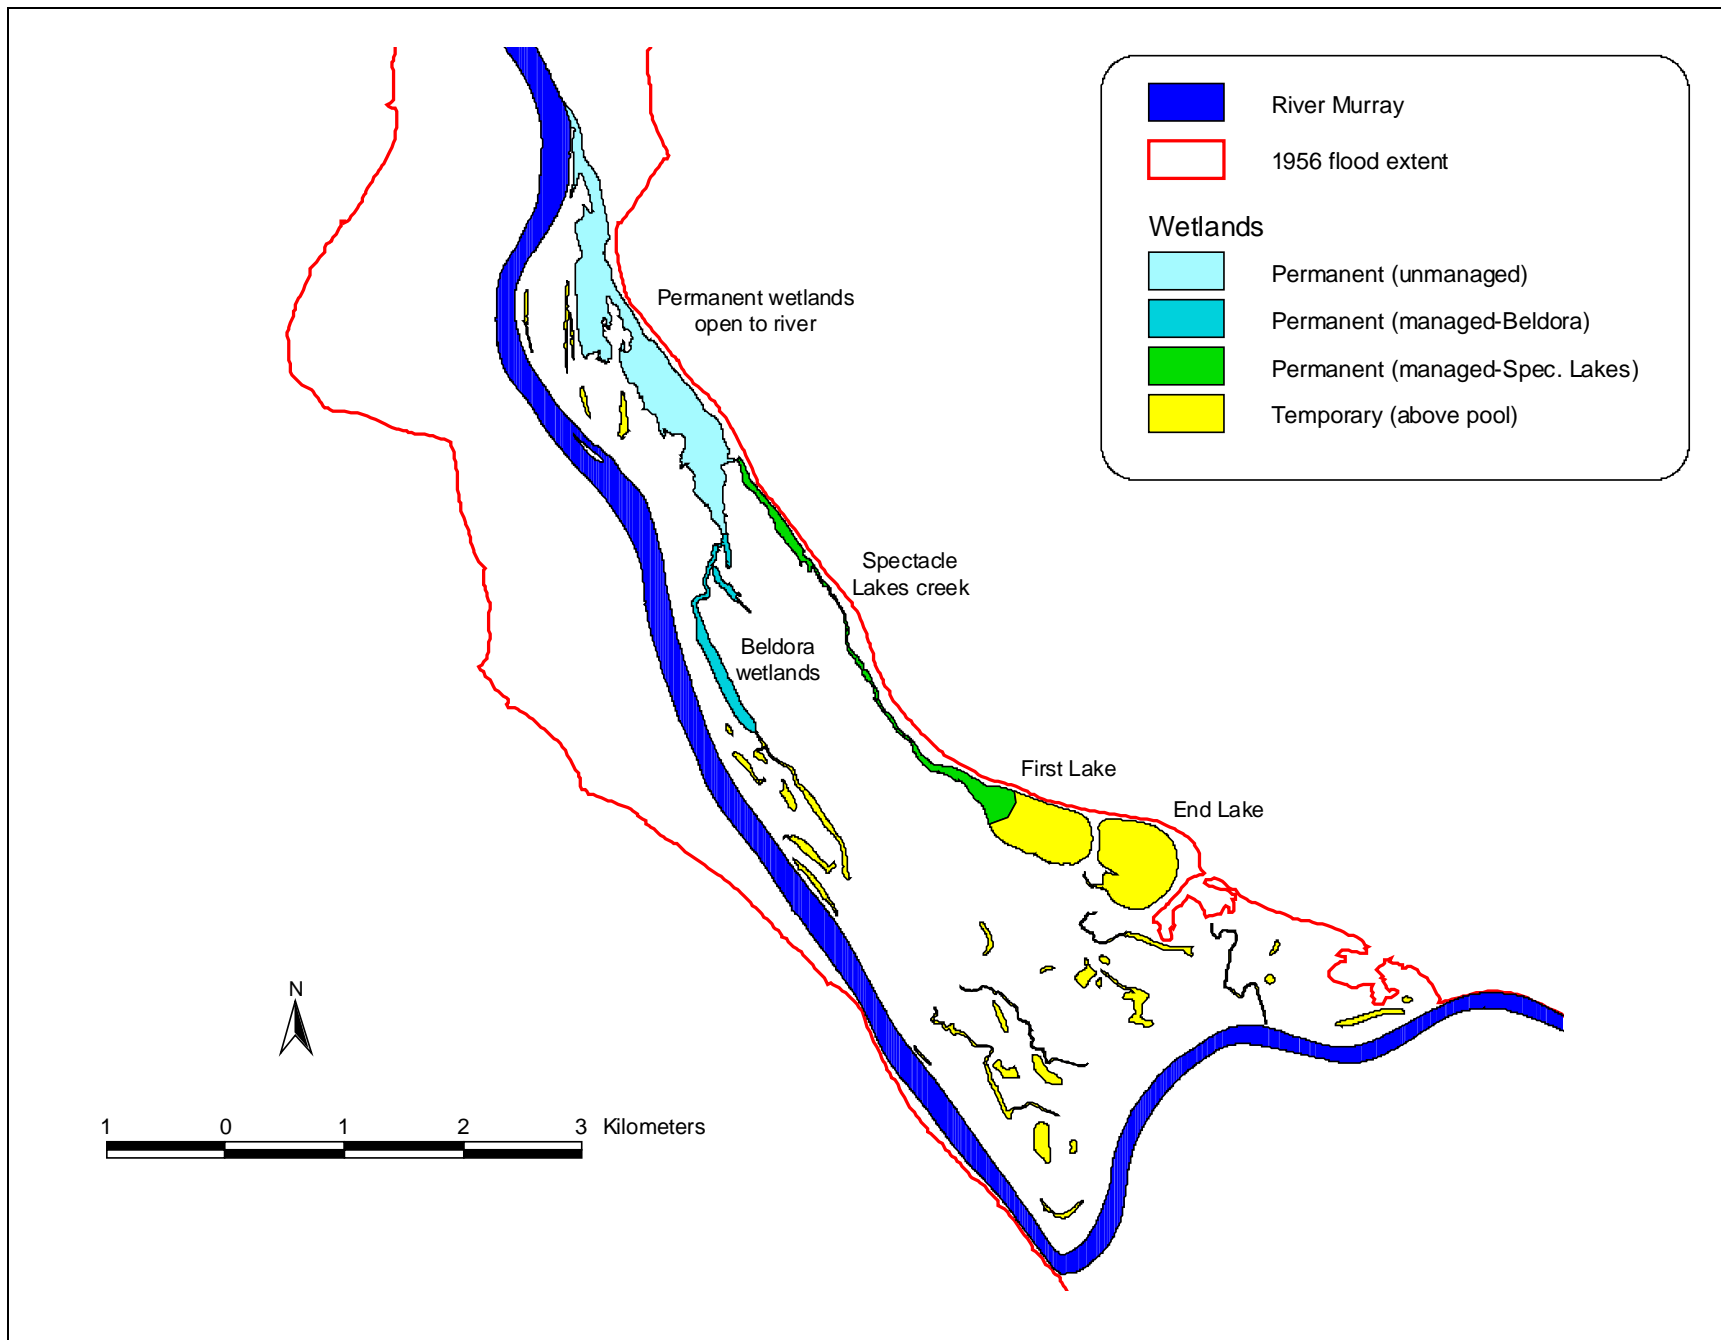 River Murray
1956 flood extent
Wetlands
Permanent (unmanaged)
Permanent (managed-Beldora)
Permanent (managed-Spec. Lakes)
Temporary (above pool)
Permanent wetlands
open to river
Spectacle
Lakes creek
Beldora
wetlands
First Lake
End Lake
N
1 0 1 2 3 Kilometers